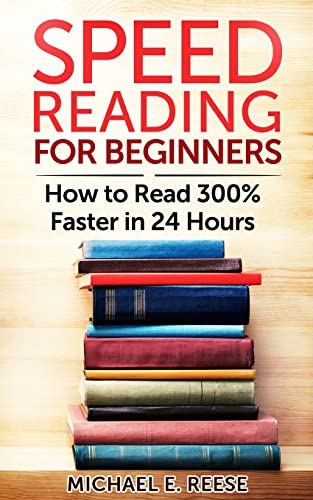 SPEED
READING
FOR BEGINNERS
How to Read 300%
Faster in 24 Hours
MICHAEL E. REESE